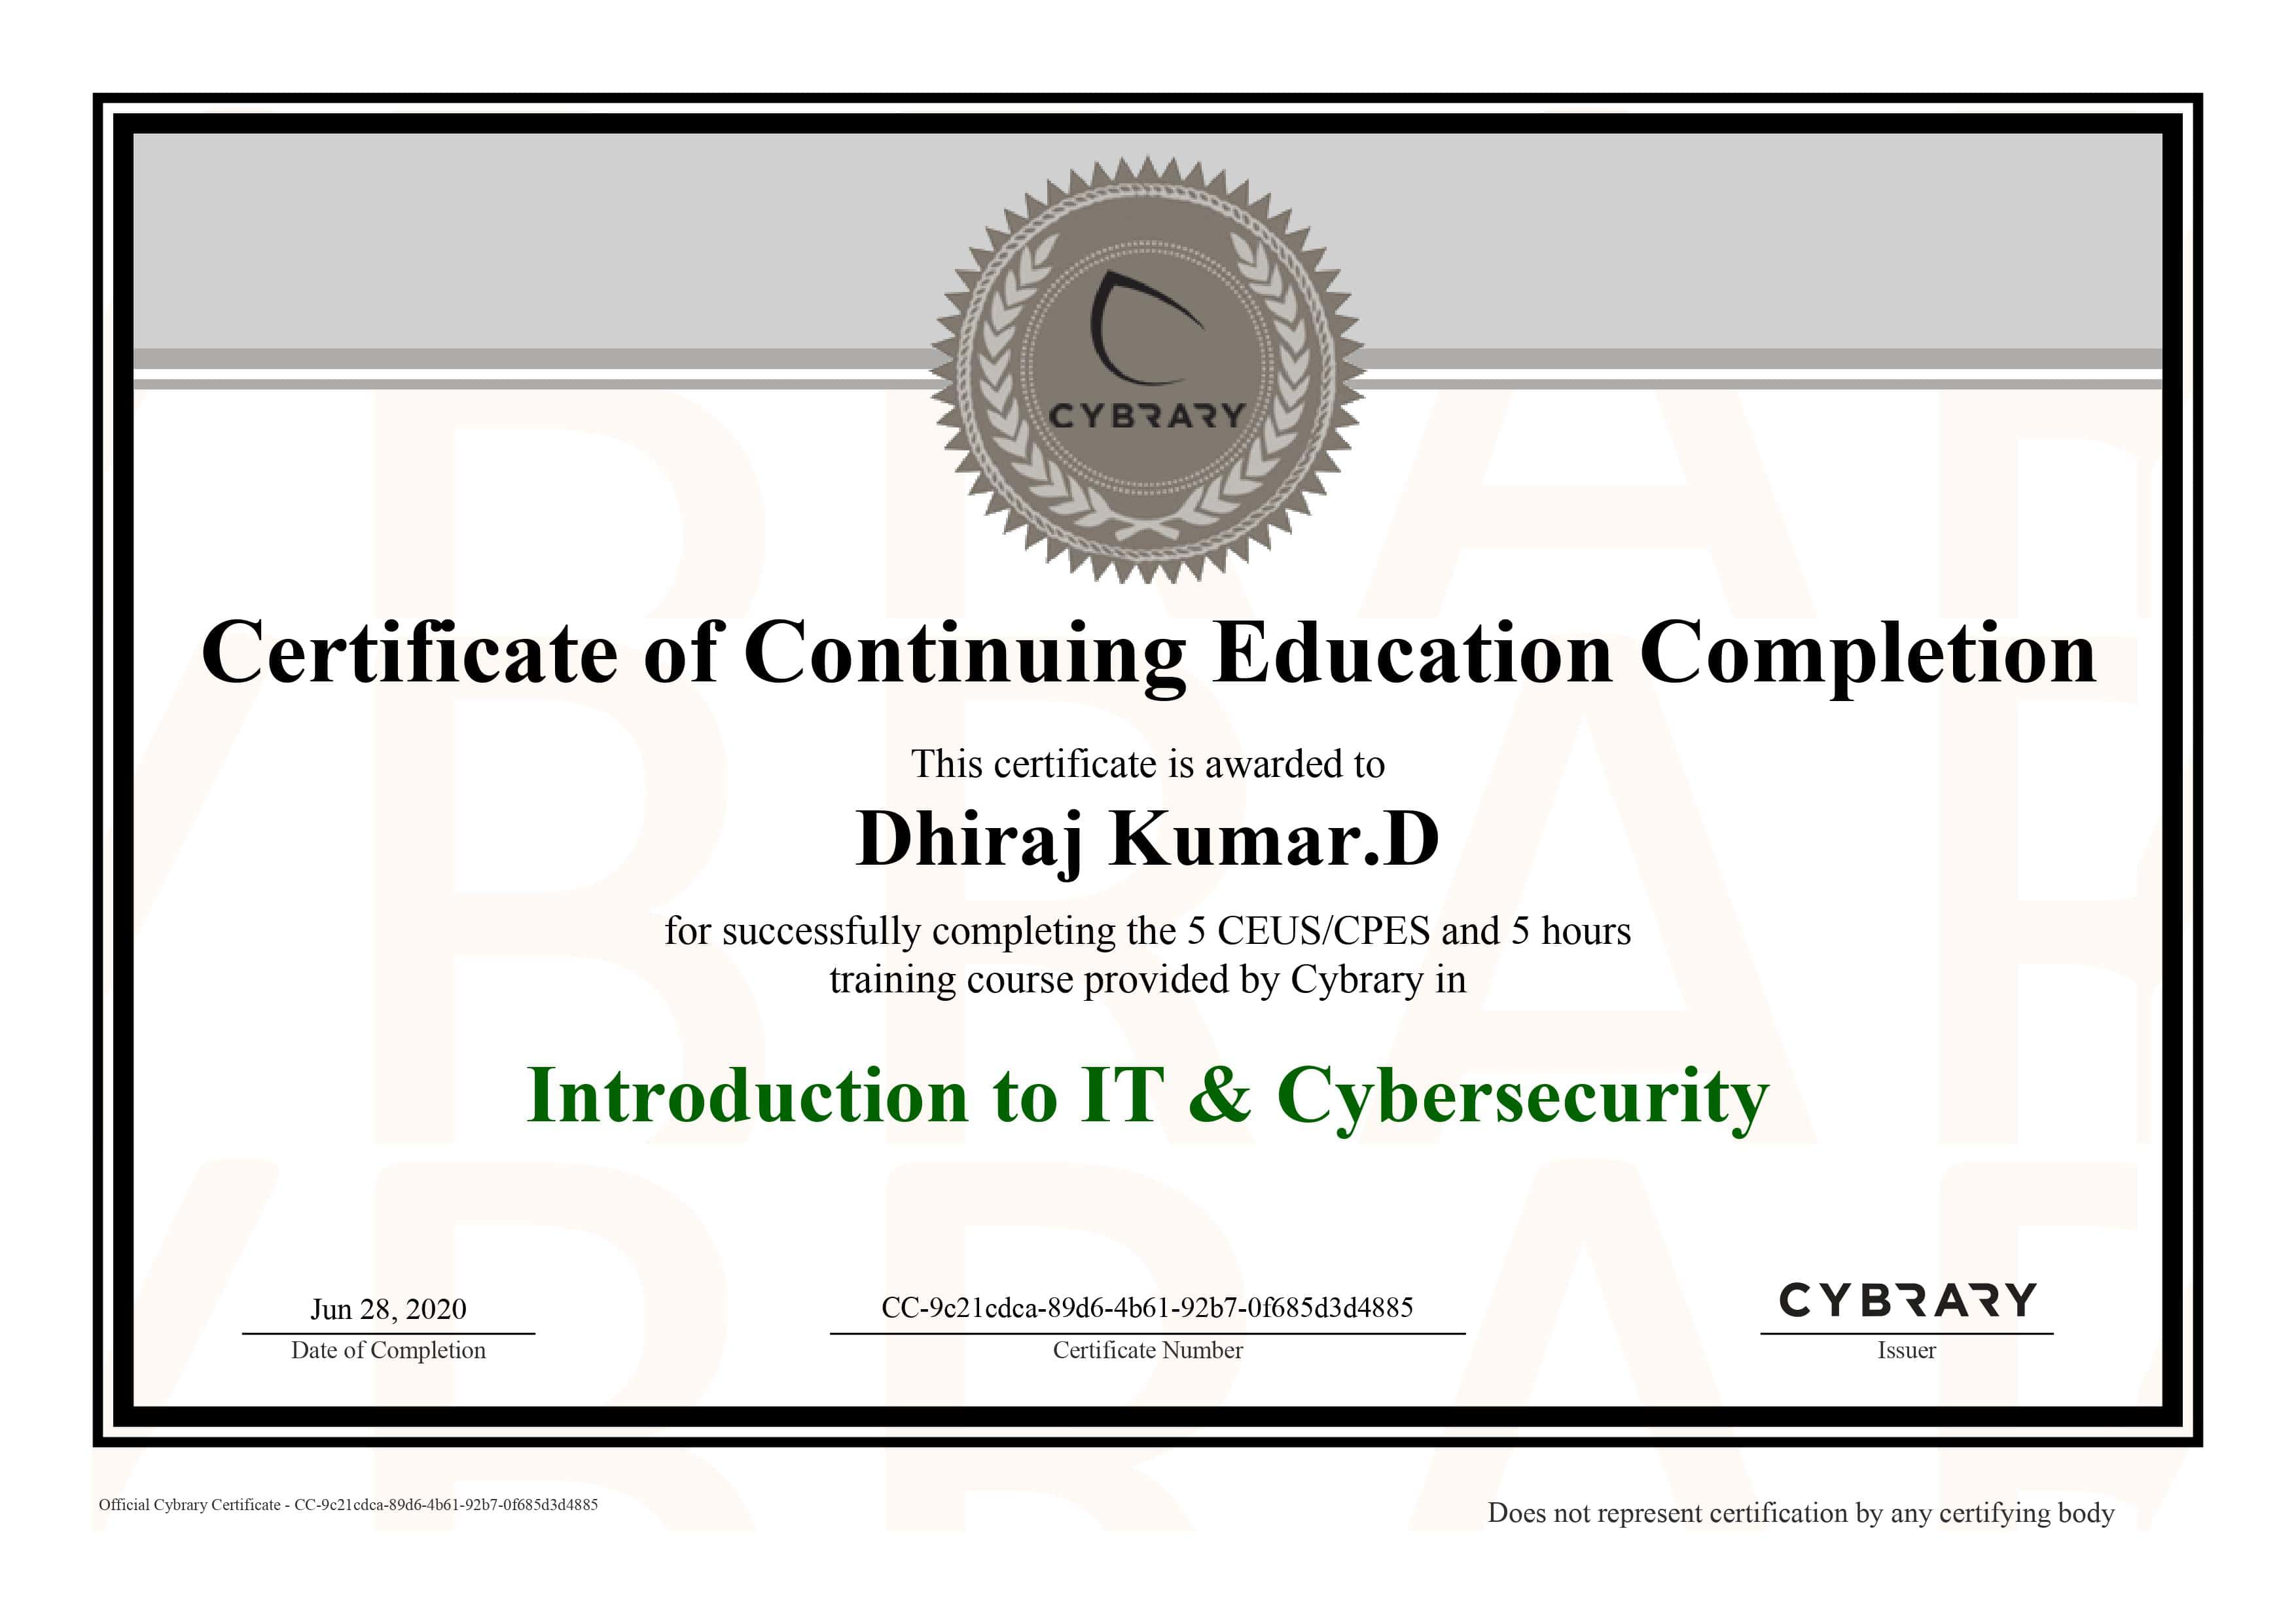 CYBRARY
Certificate of Continuing Education Completion
This certificate is awarded to
Dhiraj Kumar.D
for successfully completing the 5 CEUS/CPES and 5 hours
training course provided by Cybrary in
Introduction to IT & Cybersecurity
Jun 28, 2020
Date of Completion
CC-9c21cdca-89d6-4b61-92b7-0f685d3d4885
Certificate Number
CYBRARY
Issuer
Official Cybrary Certificate - CC-9c21cdca-89d6-4b61-92b7-0f685d3d4885
Does not represent certification by any certifying body